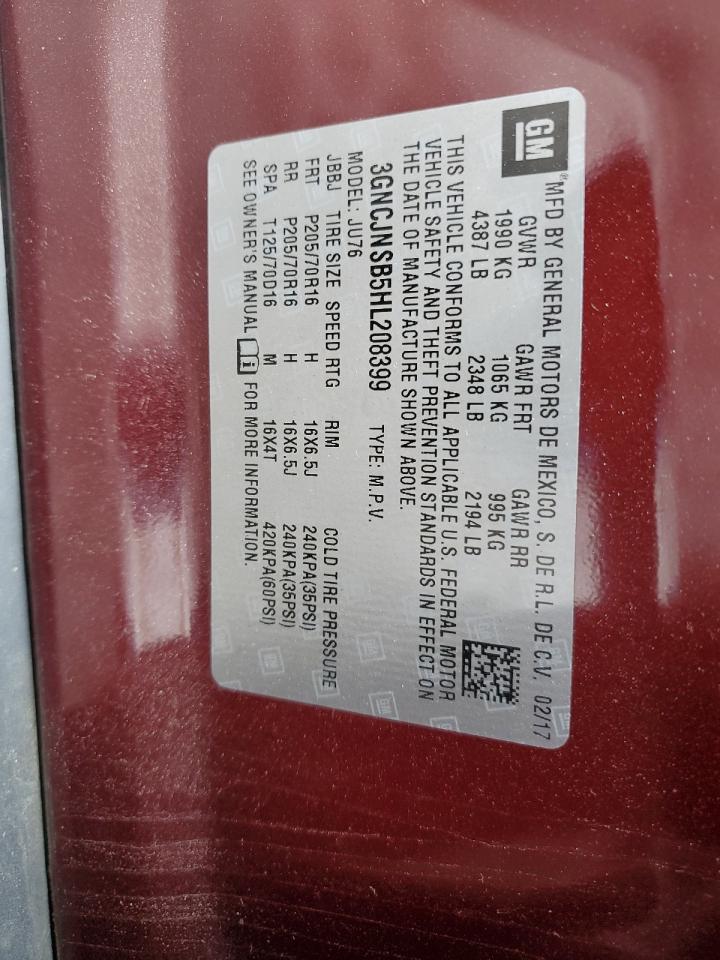 GM
® MFD BY GENERAL MOTORS DE MEXICO, S. DE R.L. DE C.V. 02/17
GVWR GAWR FRT GAWR RR
1990 KG 1065 KG 995 KG
4,387 LB 2348 LB 2194 LB
THIS VEHICLE CONFORMS TO ALL APPLICABLE U.S. FEDERAL MOTOR
VEHICLE SAFETY AND THEFT PREVENTION STANDARDS IN EFFECT ON
THE DATE OF MANUFACTURE SHOWN ABOVE.
3GNCJNSB5HL208399 TYPE: M.P.V.
MODEL: JU76
JBBJ TIRE SIZE SPEED RTG RIM COLD TIRE PRESSURE
FRT P205/70R16 H 16X6.5J 240KPA(35PSI)
RR P205/70R16 H 16X6.5J 240KPA(35PSI)
SPA T125/70D16 M 16X4T 420KPA(60PSI)
SEE OWNER'S MANUAL i FOR MORE INFORMATION.